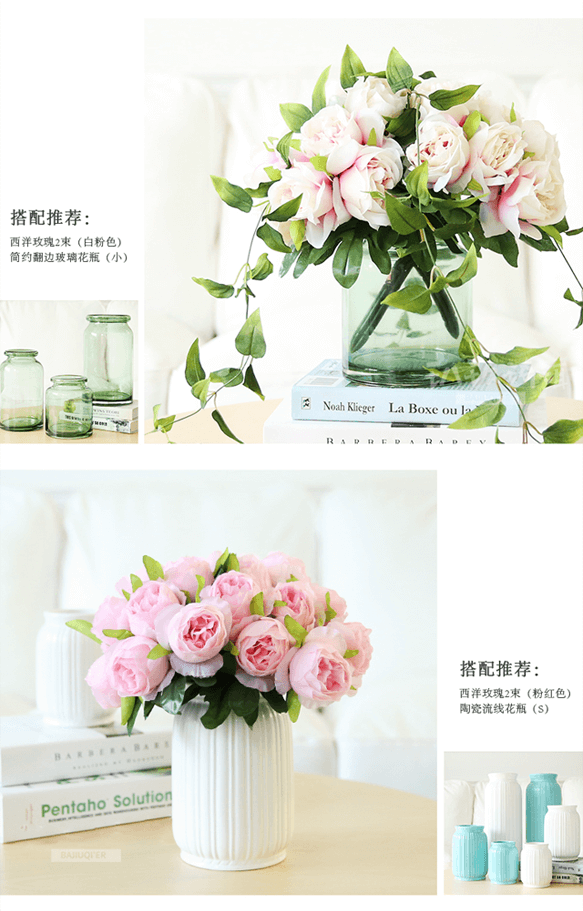 搭配推荐：
西洋玫瑰2束（白粉色）
简约翻边玻璃花瓶（小）
Noah Klieger La Boxe ou la
BARBARA BAREY
搭配推荐：
西洋玫瑰2束（粉红色）
陶瓷流线花瓶（S）
BARBERA
Pentaho Solution